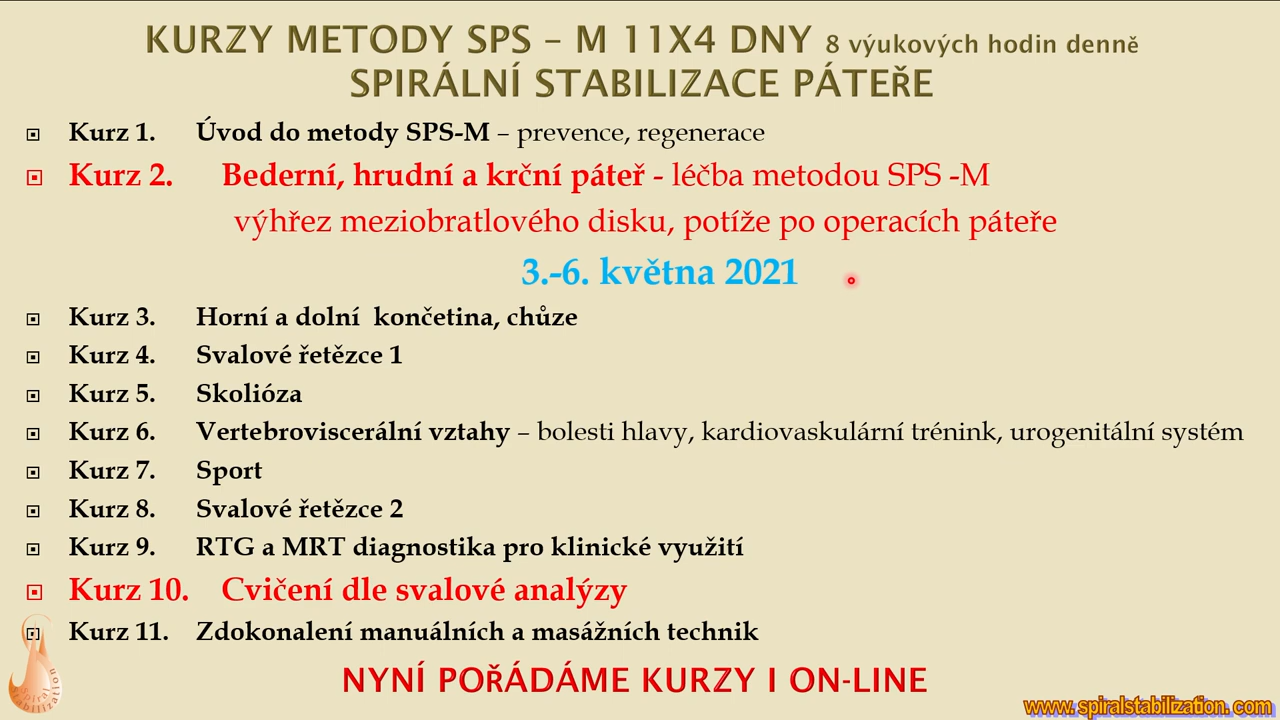 KURZY METODY SPS – M 11X4 DNY 8 výukových hodin denně
SPIRÁLNÍ STABILIZACE PÁTEŘE
Kurz 1. Úvod do metody SPS-M – prevence, regenerace
Kurz 2. Bederní, hrudní a krční páteř - léčba metodou SPS -M
výhřez meziobratlového disku, potíže po operacích páteře
3.-6. května 2021
Kurz 3. Horní a dolní končetina, chůze
Kurz 4. Svalové řetězce 1
Kurz 5. Skolióza
Kurz 6. Vertebroviscerální vztahy – bolesti hlavy, kardiovaskulární trénink, urogenitální systém
Kurz 7. Sport
Kurz 8. Svalové řetězce 2
Kurz 9. RTG a MRT diagnostika pro klinické využití
Kurz 10. Cvičení dle svalové analýzy
Kurz 11. Zdokonalení manuálních a masážních technik
NYNÍ POŘÁDÁME KURZY I ON-LINE
spiral stabilization
www.spiralstabilization. com